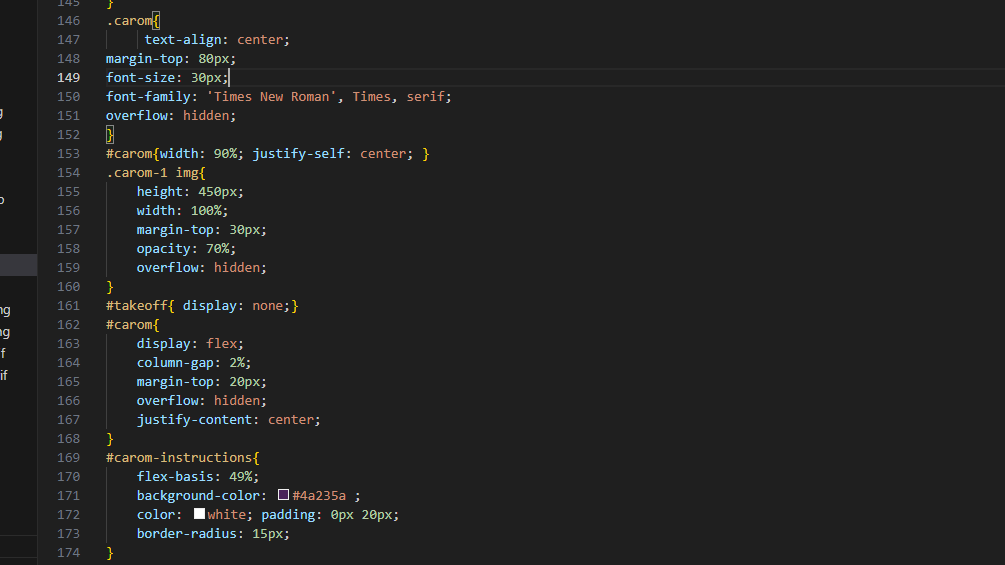 145 }
146 .carom{
147 text-align: center;
148 margin-top: 80px;
149 font-size: 30px;
150 font-family: 'Times New Roman', Times, serif;
151 overflow: hidden;
152 }
153 #carom{width: 90%; justify-self: center; }
154 .carom-1 img{
155 height: 450px;
156 width: 100%;
157 margin-top: 30px;
158 opacity: 70%;
159 overflow: hidden;
160 }
161 #takeoff{ display: none;}
162 #carom{
163 display: flex;
164 column-gap: 2%;
165 margin-top: 20px;
166 overflow: hidden;
167 justify-content: center;
168 }
169 #carom-instructions{
170 flex-basis: 49%;
171 background-color: #4a235a ;
172 color: white; padding: 0px 20px;
173 border-radius: 15px;
174 }